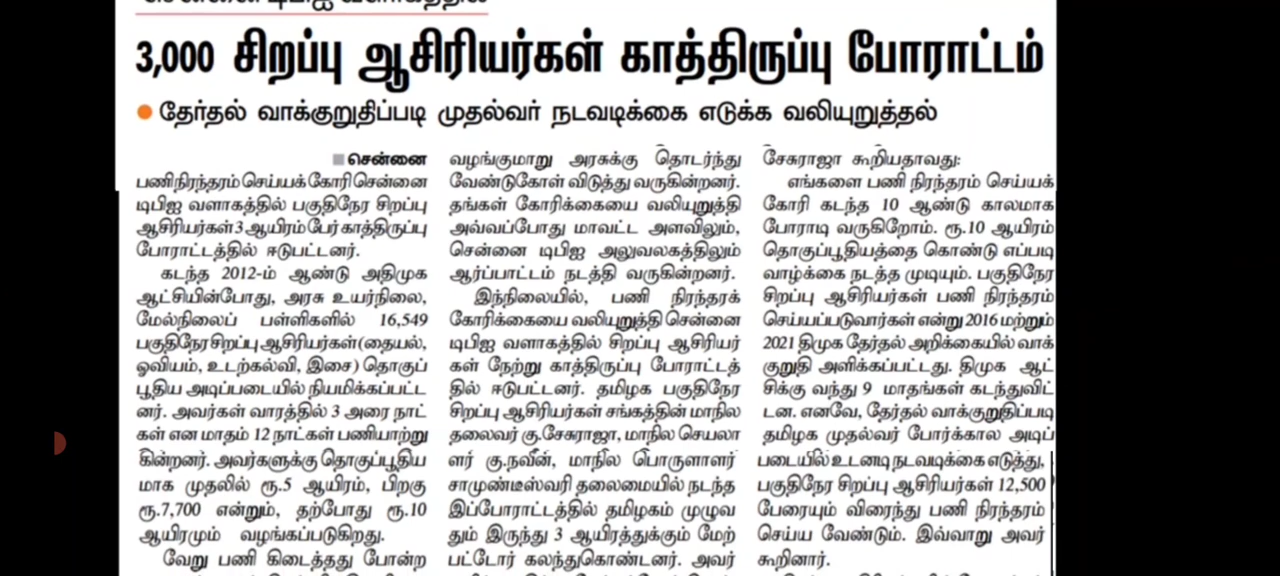 3,000 சிறப்பு ஆசிரியர்கள் காத்திருப்பு போராட்டம்
தேர்தல் வாக்குறுதிப்படி முதல்வர் நடவடிக்கை எடுக்க வலியுறுத்தல்
சென்னை
பணிநிரந்தரம் செய்யக் கோரி சென்னை
டிபிஐ வளாகத்தில் பகுதிநேர சிறப்பு
ஆசிரியர்கள் 3 ஆயிரம் பேர் காத்திருப்பு
போராட்டத்தில் ஈடுபட்டனர்.
கடந்த 2012-ம் ஆண்டு அதிமுக
ஆட்சியின்போது, அரசு உயர்நிலை,
மேல்நிலைப் பள்ளிகளில் 16,549
பகுதிநேர சிறப்பு ஆசிரியர்கள் (தையல்,
ஓவியம், உடற்கல்வி, இசை) தொகுப்
பூதிய அடிப்படையில் நியமிக்கப்பட்ட
னர். அவர்கள் வாரத்தில் 3 அரை நாட்
கள் என மாதம் 12 நாட்கள் பணியாற்று
கின்றனர். அவர்களுக்கு தொகுப்பூதிய
மாக முதலில் ரூ.5 ஆயிரம், பிறகு
ரூ.7,700 என்றும், தற்போது ரூ.10
ஆயிரமும் வழங்கப்படுகிறது.
வேறு பணி கிடைத்தது போன்ற
வழங்குமாறு அரசுக்கு தொடர்ந்து
வேண்டுகோள் விடுத்து வருகின்றனர்.
தங்கள் கோரிக்கையை வலியுறுத்தி
அவ்வப்போது மாவட்ட அளவிலும்,
சென்னை டிபிஐ அலுவலகத்திலும்
ஆர்ப்பாட்டம் நடத்தி வருகின்றனர்.
இந்நிலையில், பணி நிரந்தரக்
கோரிக்கையை வலியுறுத்தி சென்னை
டிபிஐ வளாகத்தில் சிறப்பு ஆசிரியர்
கள் நேற்று காத்திருப்பு போராட்டத்
தில் ஈடுபட்டனர். தமிழக பகுதிநேர
சிறப்பு ஆசிரியர்கள் சங்கத்தின் மாநில
தலைவர் கு.சேசுராஜா, மாநில செயலா
ளர் கு.நவீன், மாநில பொருளாளர்
சாமுண்டீஸ்வரி தலைமையில் நடந்த
இப்போராட்டத்தில் தமிழகம் முழுவ
தும் இருந்து 3 ஆயிரத்துக்கும் மேற்
பட்டோர் கலந்துகொண்டனர். அவர்
சேசுராஜா கூறியதாவது:
எங்களை பணி நிரந்தரம் செய்யக்
கோரி கடந்த 10 ஆண்டு காலமாக
போராடி வருகிறோம். ரூ.10 ஆயிரம்
தொகுப்பூதியத்தை கொண்டு எப்படி
வாழ்க்கை நடத்த முடியும். பகுதிநேர
சிறப்பு ஆசிரியர்கள் பணி நிரந்தரம்
செய்யப்படுவார்கள் என்று 2016 மற்றும்
2021 திமுக தேர்தல் அறிக்கையில் வாக்
குறுதி அளிக்கப்பட்டது. திமுக ஆட்
சிக்கு வந்து 9 மாதங்கள் கடந்துவிட்
டன. எனவே, தேர்தல் வாக்குறுதிப்படி
தமிழக முதல்வர் போர்க்கால அடிப்
படையில் உடனடி நடவடிக்கை எடுத்து,
பகுதிநேர சிறப்பு ஆசிரியர்கள் 12,500
பேரையும் விரைந்து பணி நிரந்தரம்
செய்ய வேண்டும். இவ்வாறு அவர்
கூறினார்.